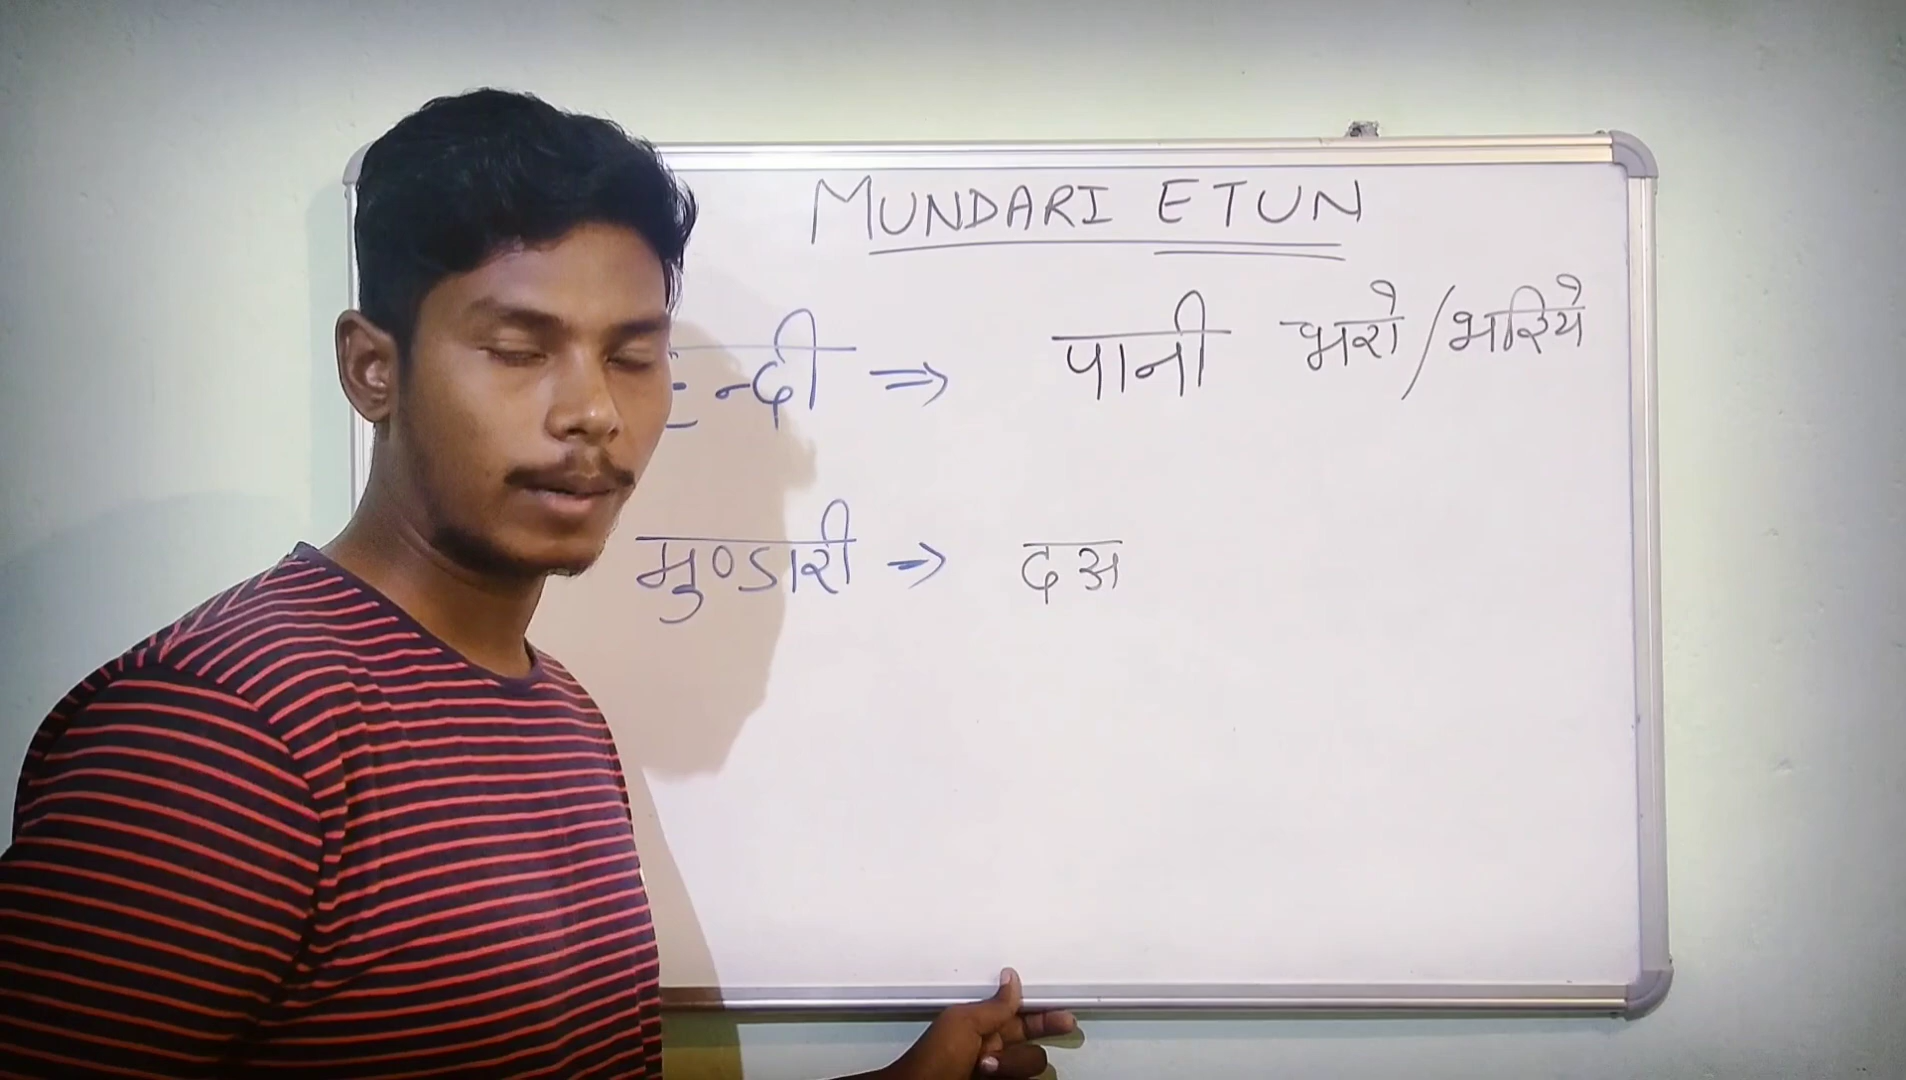 MUNDARI ETUN
⇒ पानी भरो/भरिये
मुण्डारी → दअ